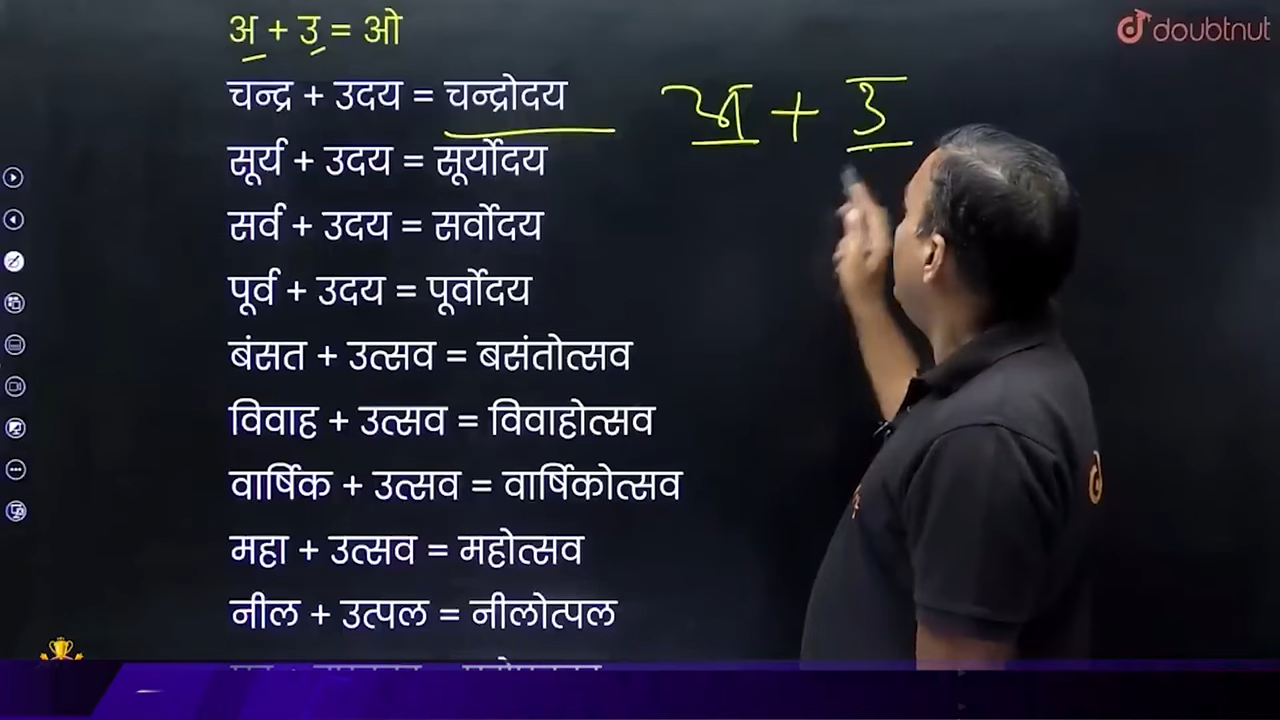 अ + उ = ओ
doubtnut
चन्द्र + उदय = चन्द्रोदय
अ + उ
सूर्य + उदय = सूर्योदय
सर्व + उदय = सर्वोदय
पूर्व + उदय = पूर्वोदय
बंसत + उत्सव = बसंतोत्सव
विवाह + उत्सव = विवाहोत्सव
वार्षिक + उत्सव = वार्षिकोत्सव
महा + उत्सव = महोत्सव
नील + उत्पल = नीलोत्पल